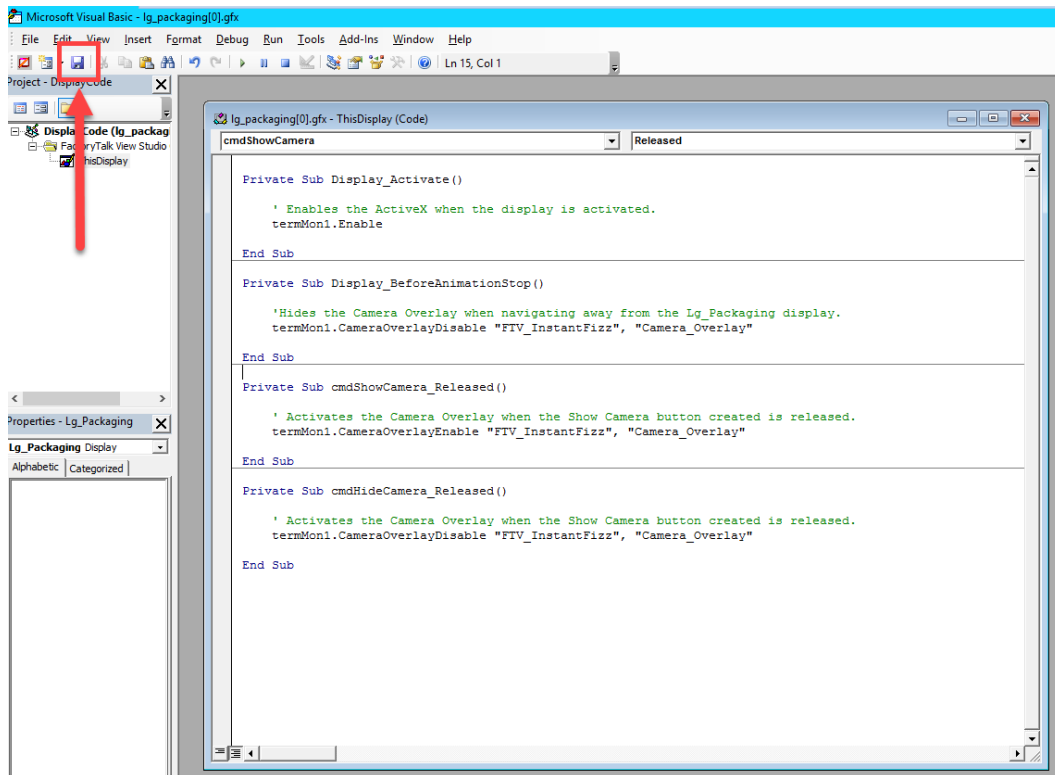 Microsoft Visual Basic - lg_packaging[0].gfx
File Edit View Insert Format Debug Run Tools Add-Ins Window Help
Ln 15, Col 1
Project - DisplayCode
DisplayCode (lg_packag
FactoryTalk View Studio
ThisDisplay
lg_packaging[0].gfx - ThisDisplay (Code)
cmdShowCamera Released
Private Sub Display_Activate()
' Enables the ActiveX when the display is activated.
termMon1.Enable
End Sub
Private Sub Display_BeforeAnimationStop()
'Hides the Camera Overlay when navigating away from the Lg_Packaging display.
termMon1.CameraOverlayDisable "FTV_InstantFizz", "Camera_Overlay"
End Sub
Private Sub cmdShowCamera_Released()
' Activates the Camera Overlay when the Show Camera button created is released.
termMon1.CameraOverlayEnable "FTV_InstantFizz", "Camera_Overlay"
End Sub
Private Sub cmdHideCamera_Released()
' Activates the Camera Overlay when the Show Camera button created is released.
termMon1.CameraOverlayDisable "FTV_InstantFizz", "Camera_Overlay"
End Sub
Properties - Lg_Packaging
Lg_Packaging Display
Alphabetic Categorized